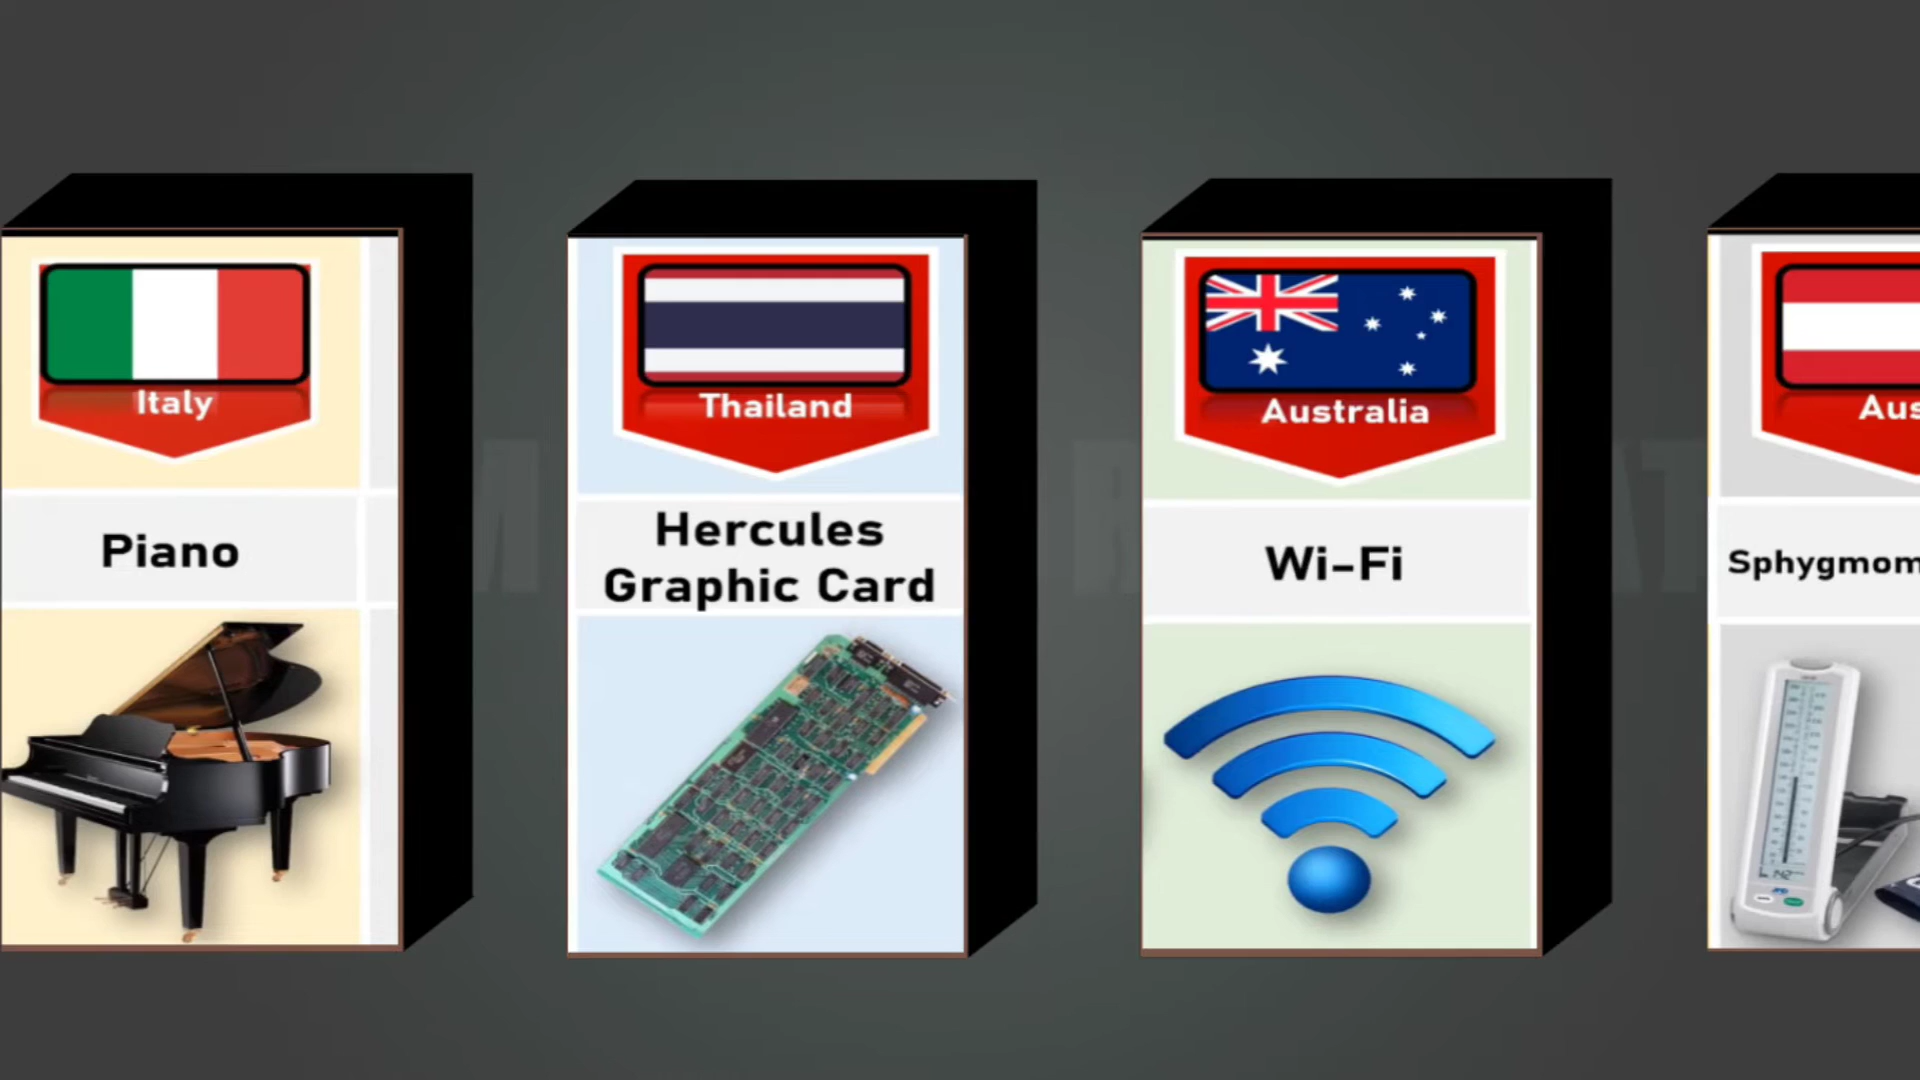 Italy
Piano
Thailand
Hercules
Graphic Card
Australia
Wi-Fi
Aus
Sphygmom